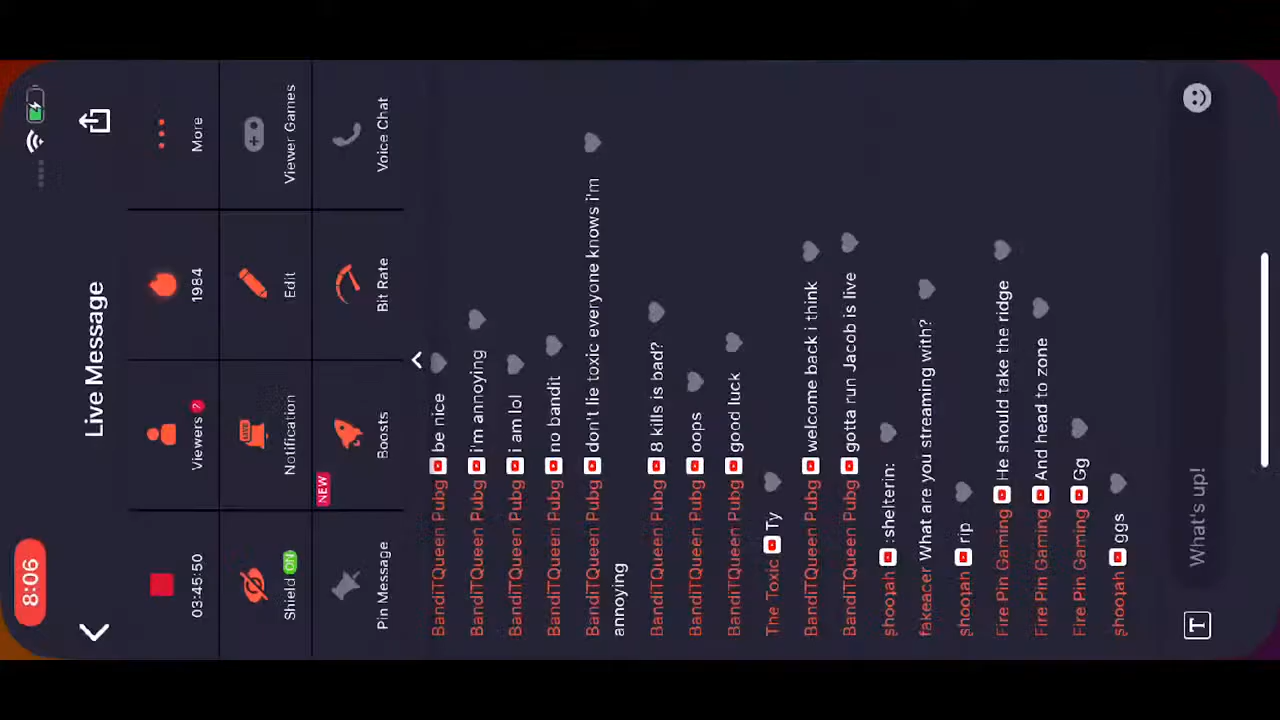 8:06
Live Message
03:45:50
Viewers 2
1984
More
Shield ON
Notification
Edit
Viewer Games
Pin Message
NEW
Boosts
Bit Rate
Voice Chat
BandiTQueen Pubg be nice
BandiTQueen Pubg i'm annoying
BandiTQueen Pubg i am lol
BandiTQueen Pubg no bandit
BandiTQueen Pubg don't lie toxic everyone knows i'm
annoying
BandiTQueen Pubg 8 kills is bad?
BandiTQueen Pubg oops
BandiTQueen Pubg good luck
The Toxic Ty
BandiTQueen Pubg welcome back i think
BandiTQueen Pubg gotta run Jacob is live
:shelterin:
fakeacer What are you streaming with?
rip
Fire Pin Gaming He should take the ridge
Fire Pin Gaming And head to zone
Fire Pin Gaming Gg
ggs
What's up!
T